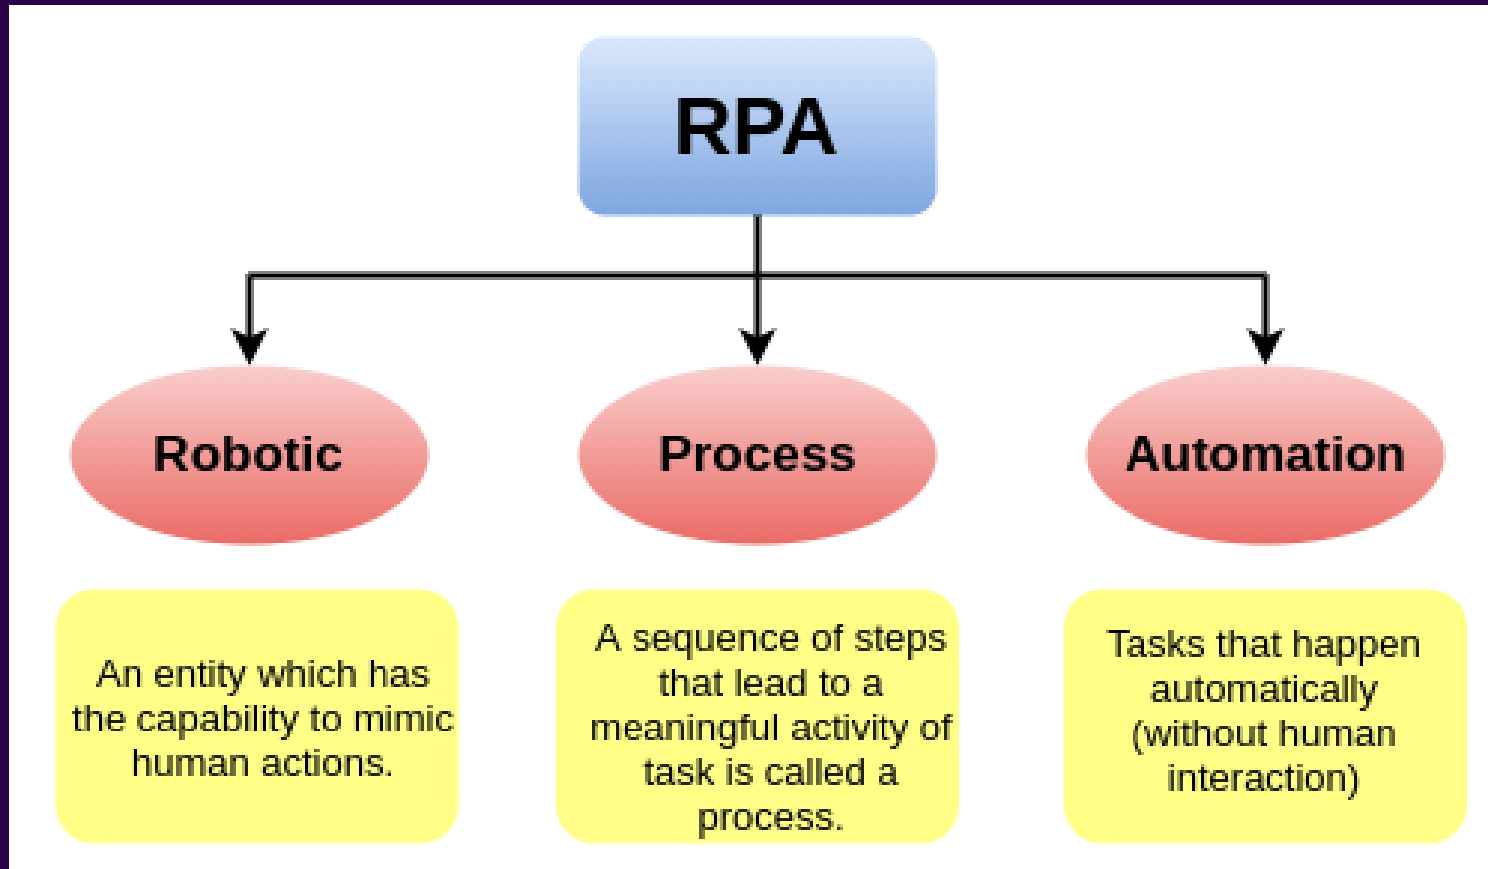 RPA
Robotic
Process
Automation
An entity which has
the capability to mimic
human actions.
A sequence of steps
that lead to a
meaningful activity of
task is called a
process.
Tasks that happen
automatically
(without human
interaction)